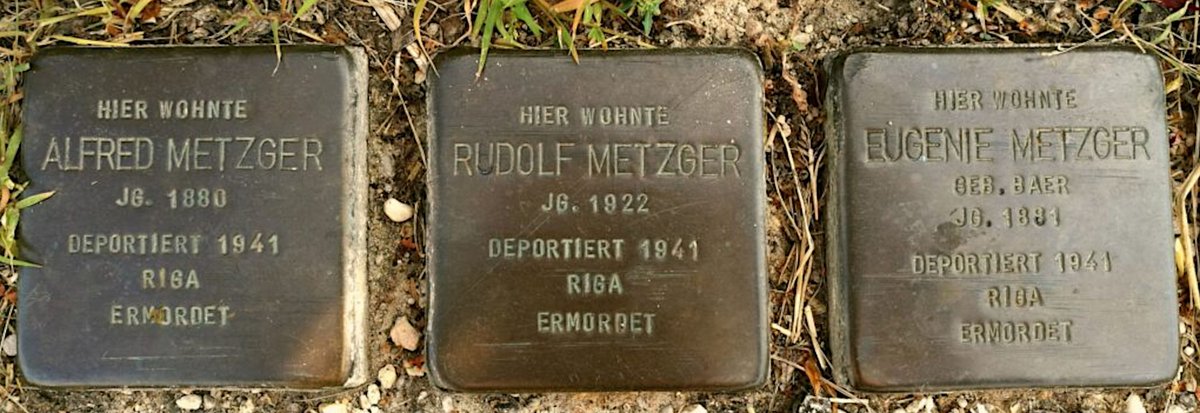 HIER WOHNTE
ALFRED METZGER
JG. 1880
DEPORTIERT 1941
RIGA
ERMORDET
HIER WOHNTE
RUDOLF METZGER
JG. 1922
DEPORTIERT 1941
RIGA
ERMORDET
HIER WOHNTE
EUGENIE METZGER
GEB. BAER
JG. 1881
DEPORTIERT 1941
RIGA
ERMORDET